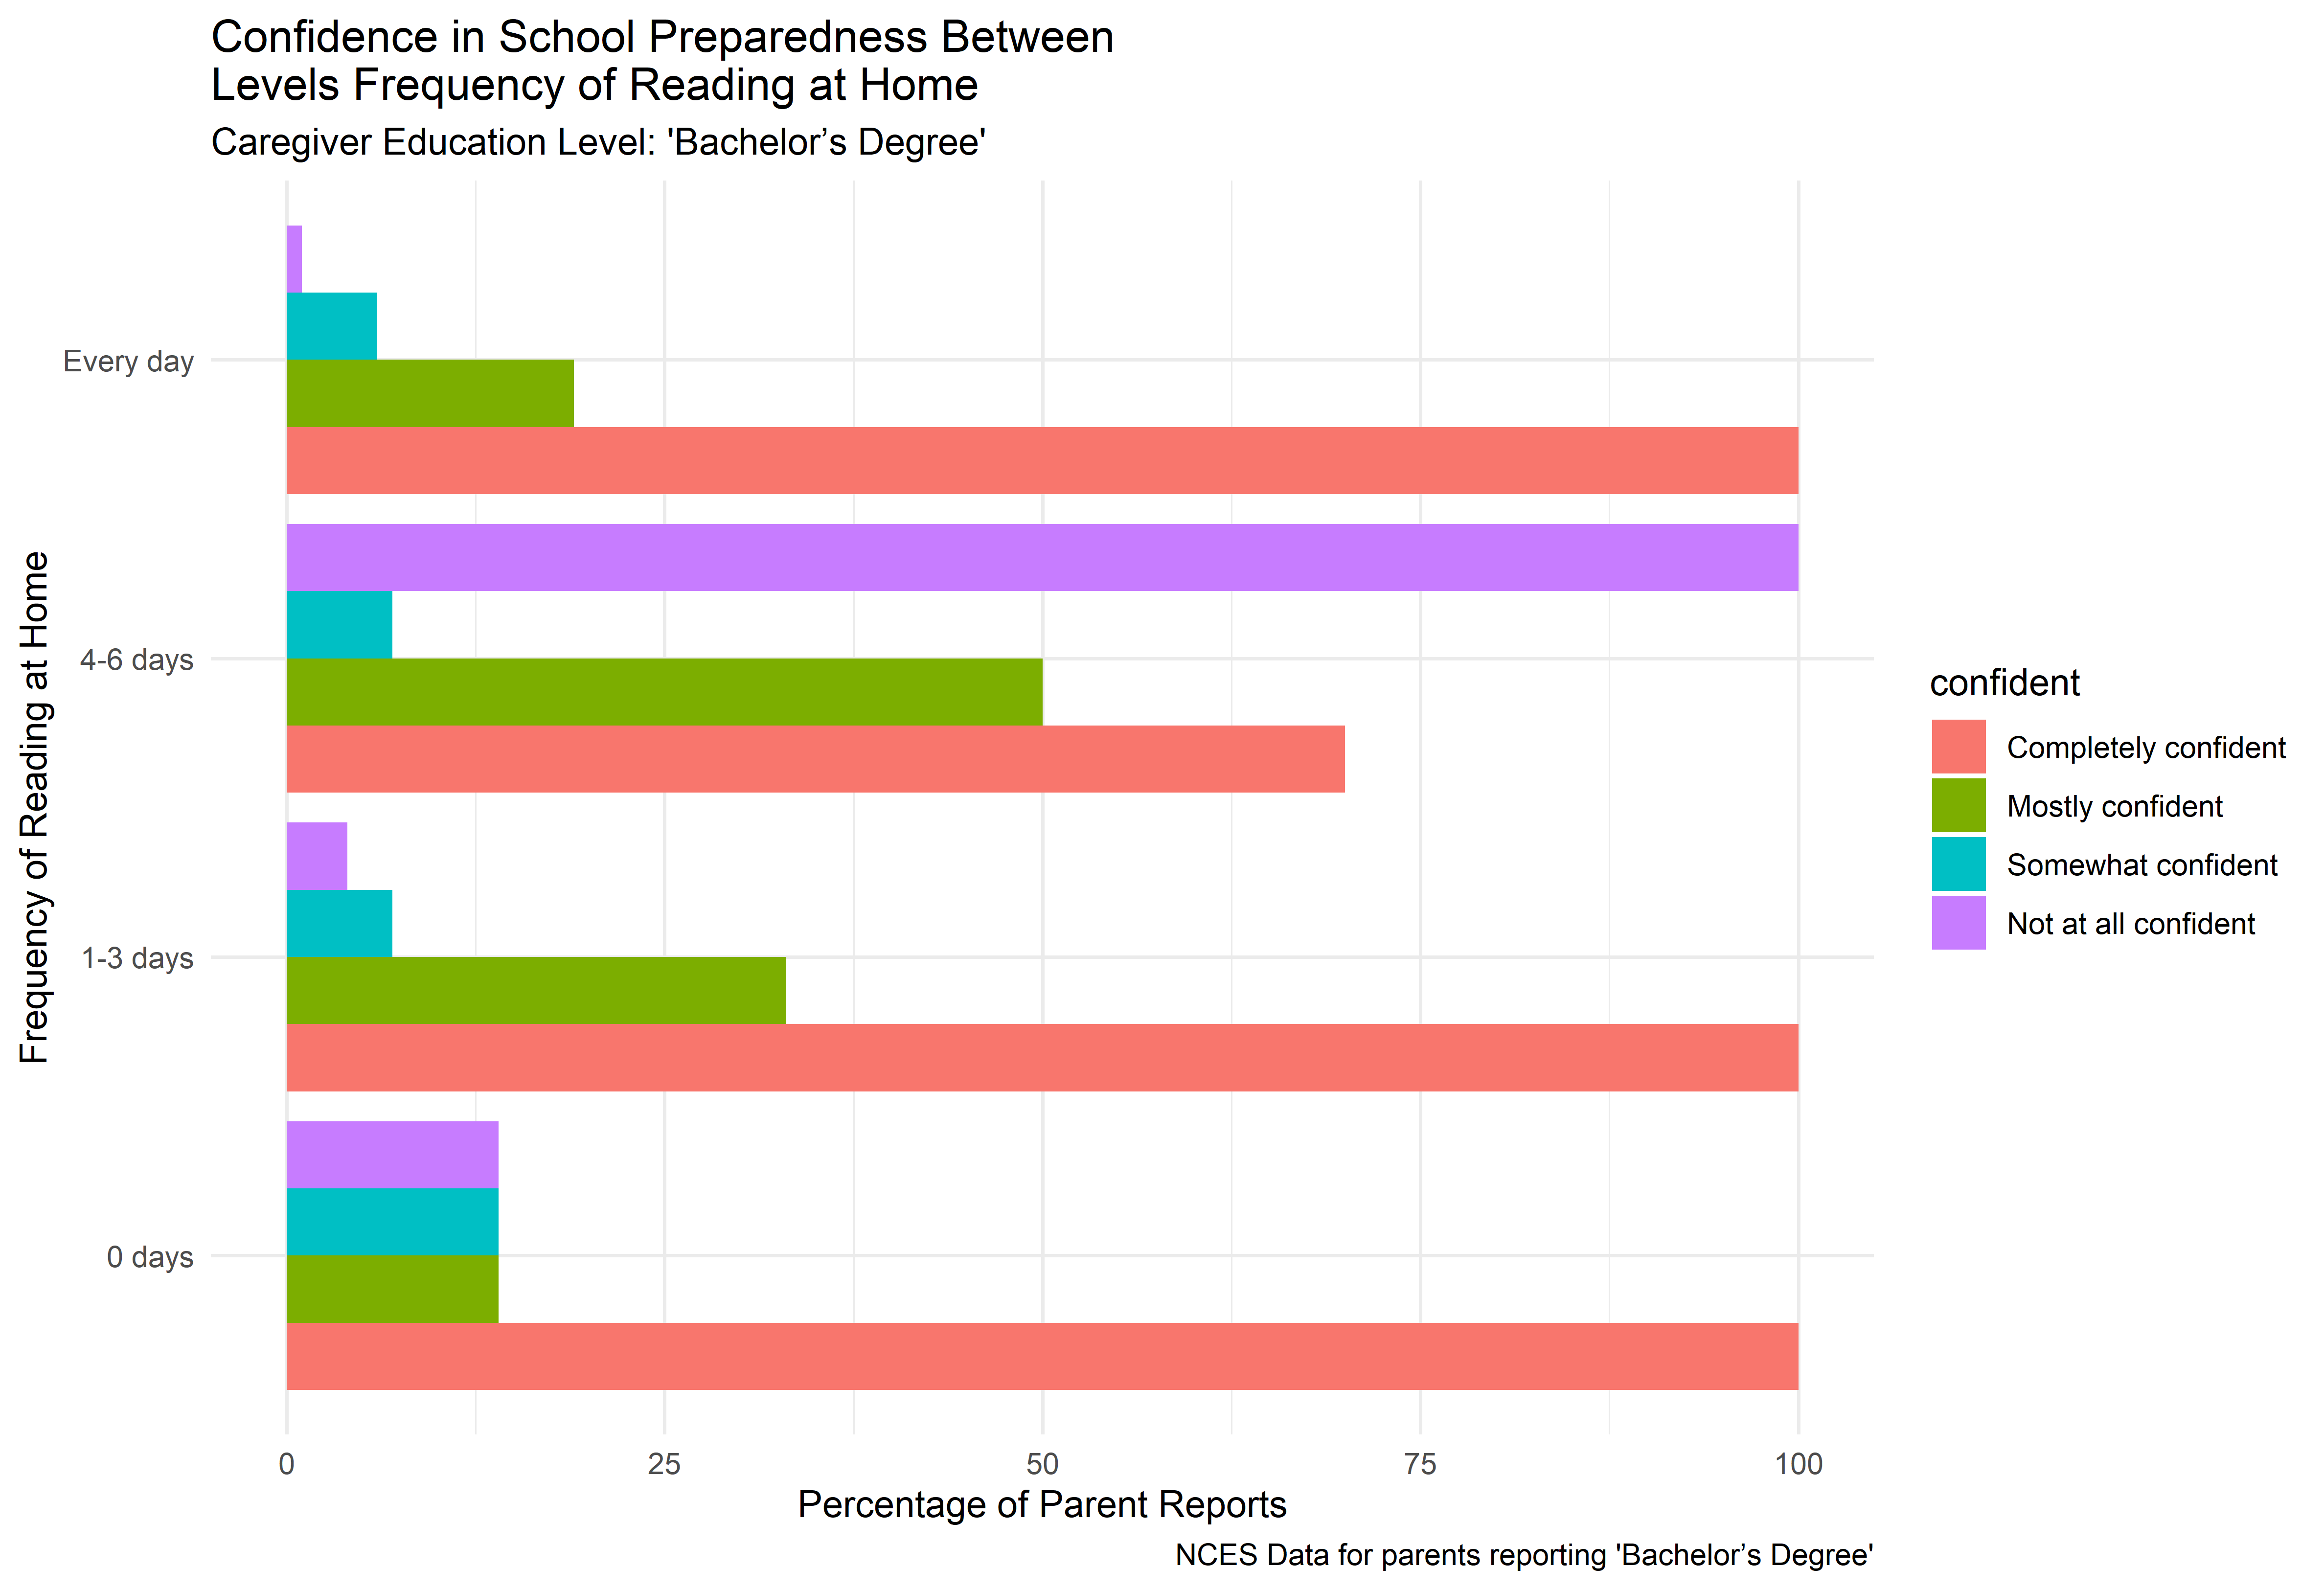 Confidence in School Preparedness Between
Levels Frequency of Reading at Home
Caregiver Education Level: 'Bachelor’s Degree'
Frequency of Reading at Home
Every day
4-6 days
1-3 days
0 days
0
25
50
75
100
Percentage of Parent Reports
NCES Data for parents reporting 'Bachelor’s Degree'
confident
Completely confident
Mostly confident
Somewhat confident
Not at all confident